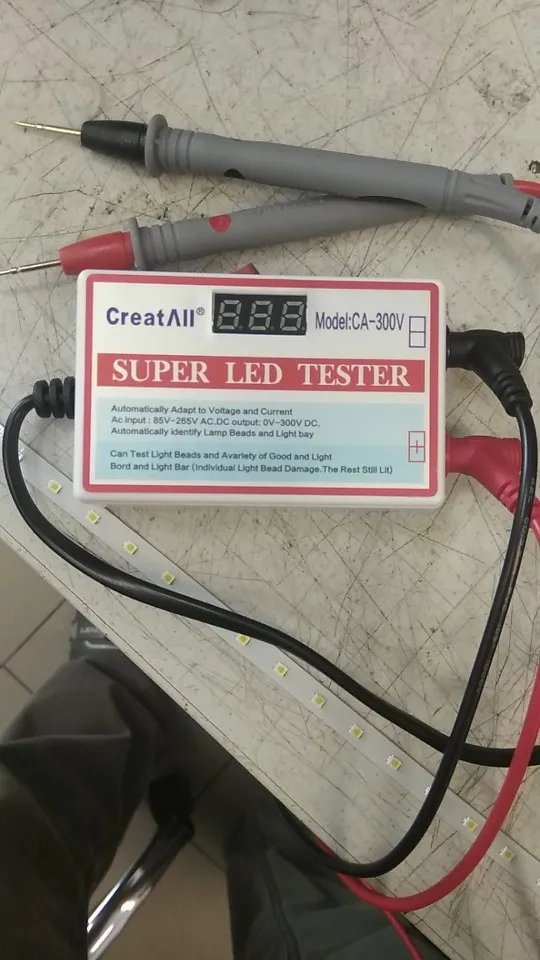 CreatΛll®
Model:CA-300V
SUPER LED TESTER
Automatically Adapt to Voltage and Current
Ac input : 85V-265V AC.DC output: 0V-300V DC.
Automatically identify Lamp Beads and Light bay
Can Test Light Beads and Avariety of Good and Light
Bord and Light Bar (Individual Light Bead Damage.The Rest Still Lit)